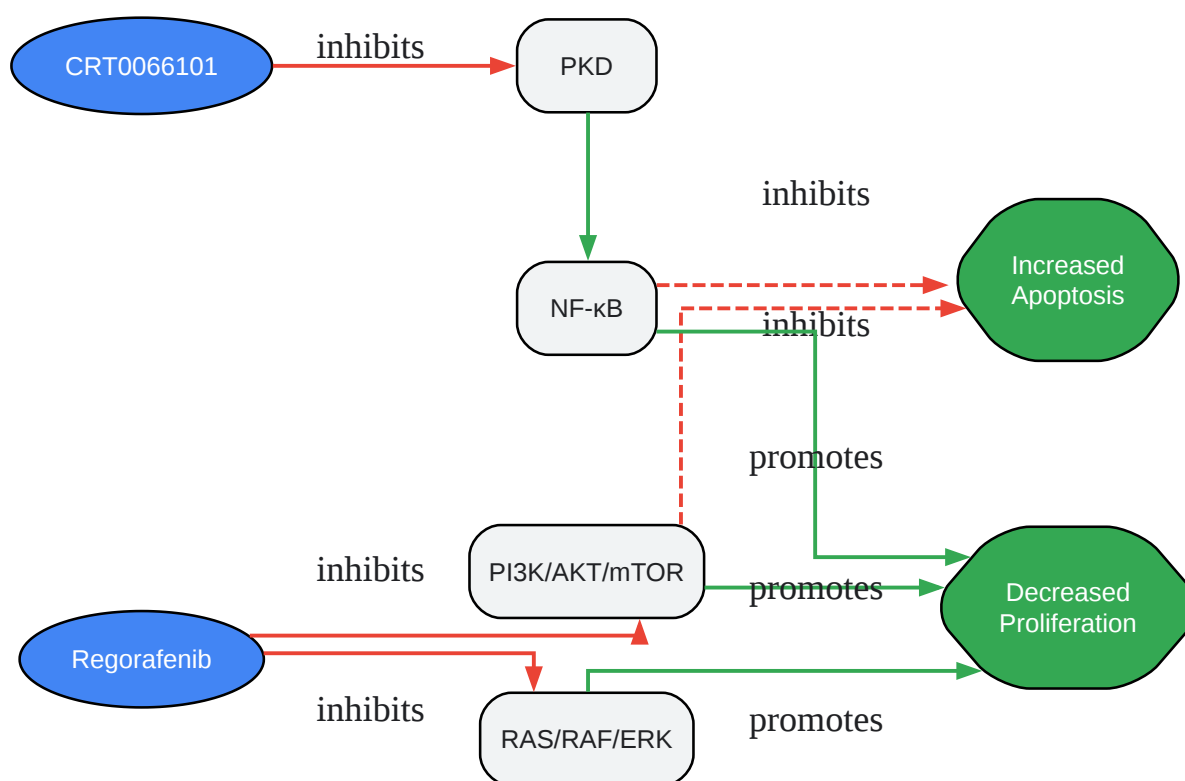 inhibits
CRT0066101
PKD
inhibits
Increased
Apoptosis
NF-κB
inhibits
promotes
inhibits
PI3K/AKT/mTOR
promotes
Decreased
Proliferation
Regorafenib
inhibits
RAS/RAF/ERK
promotes